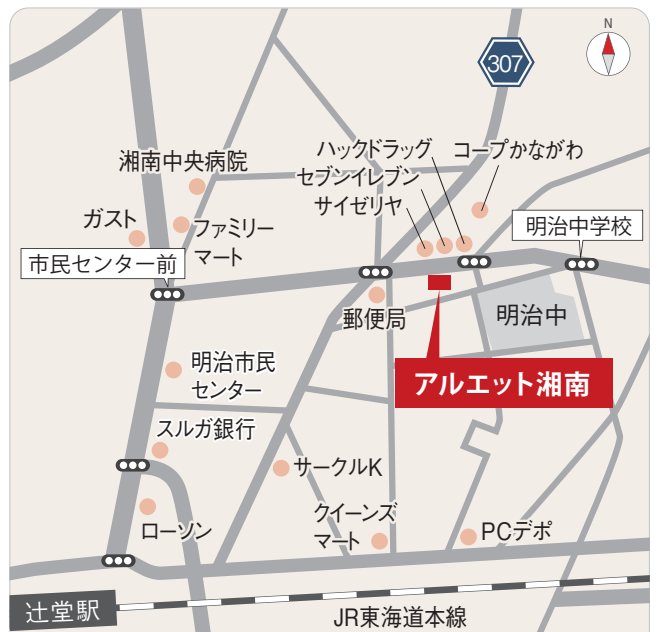 N
307
ハックドラッグ
コープかながわ
セブンイレブン
サイゼリヤ
湘南中央病院
明治中学校
ガスト
ファミリー
マート
市民センター前
郵便局
明治中
アルエット湘南
明治市民
センター
スルガ銀行
サークルK
ローソン
クイーンズ
マート
PCデポ
辻堂駅
JR東海道本線